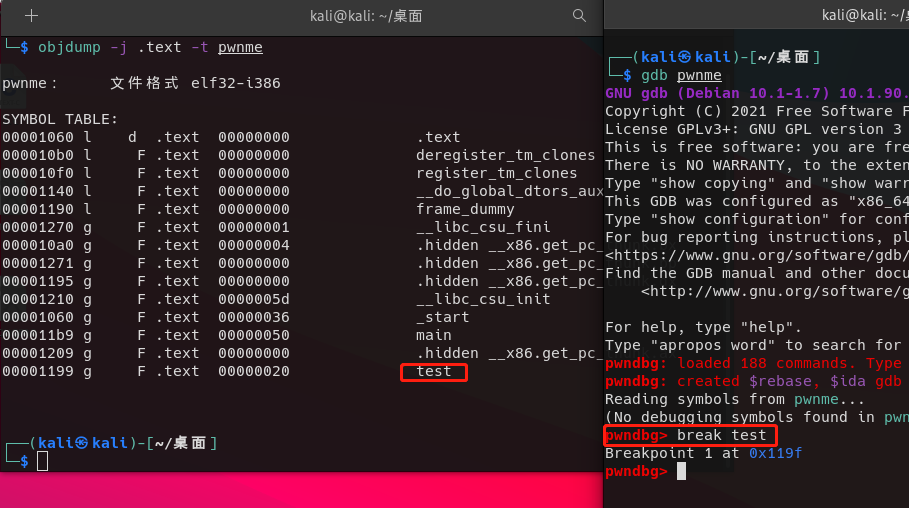 kali@kali: ~/桌面
└─$ objdump -j .text -t pwnme
pwnme: 文件格式 elf32-i386
SYMBOL TABLE:
00001060 l d .text 00000000 .text
000010b0 l F .text 00000000 deregister_tm_clones
000010f0 l F .text 00000000 register_tm_clones
00001140 l F .text 00000000 __do_global_dtors_aux
00001190 l F .text 00000000 frame_dummy
00001270 g F .text 00000001 __libc_csu_fini
000010a0 g F .text 00000004 .hidden __x86.get_pc_
00001271 g F .text 00000000 .hidden __x86.get_pc_
00001195 g F .text 00000000 .hidden __x86.get_pc_
00001210 g F .text 0000005d __libc_csu_init
00001060 g F .text 00000036 _start
000011b9 g F .text 00000050 main
00001209 g F .text 00000000 .hidden __x86.get_pc_
00001199 g F .text 00000020 test
┌──(kali㉿kali)-[~/桌面]
└─$
kali@kali: ~/桌
┌──(kali㉿kali)-[~/桌面]
└─$ gdb pwnme
GNU gdb (Debian 10.1-1.7) 10.1.90.
Copyright (C) 2021 Free Software F
License GPLv3+: GNU GPL version 3
This is free software: you are fre
There is NO WARRANTY, to the exten
Type "show copying" and "show warr
This GDB was configured as "x86_64
Type "show configuration" for conf
For bug reporting instructions, pl
<https://www.gnu.org/software/gdb/
Find the GDB manual and other docu
<http://www.gnu.org/software/g
For help, type "help".
Type "apropos word" to search for
pwndbg: loaded 188 commands. Type
pwndbg: created $rebase, $ida gdb
Reading symbols from pwnme...
(No debugging symbols found in pwn
pwndbg> break test
Breakpoint 1 at 0x119f
pwndbg>